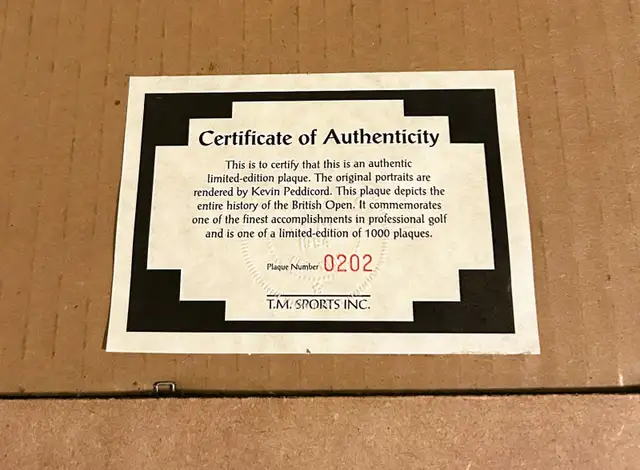 Certificate of Authenticity
This is to certify that this is an authentic
limited-edition plaque. The original portraits are
rendered by Kevin Peddicord. This plaque depicts the
entire history of the British Open. It commemorates
one of the finest accomplishments in professional golf
and is one of a limited-edition of 1000 plaques.
Plaque Number 0202
T.M. SPORTS INC.